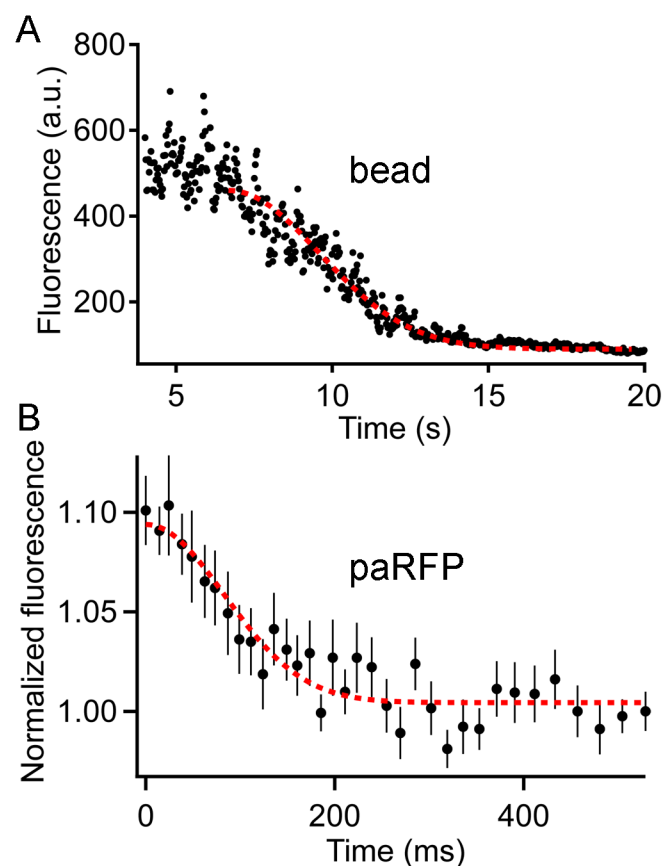 A
800
600
400
200
Fluorescence (a.u.)
bead
5
10
15
20
Time (s)
B
1.10
1.05
1.00
Normalized fluorescence
paRFP
0
200
400
Time (ms)